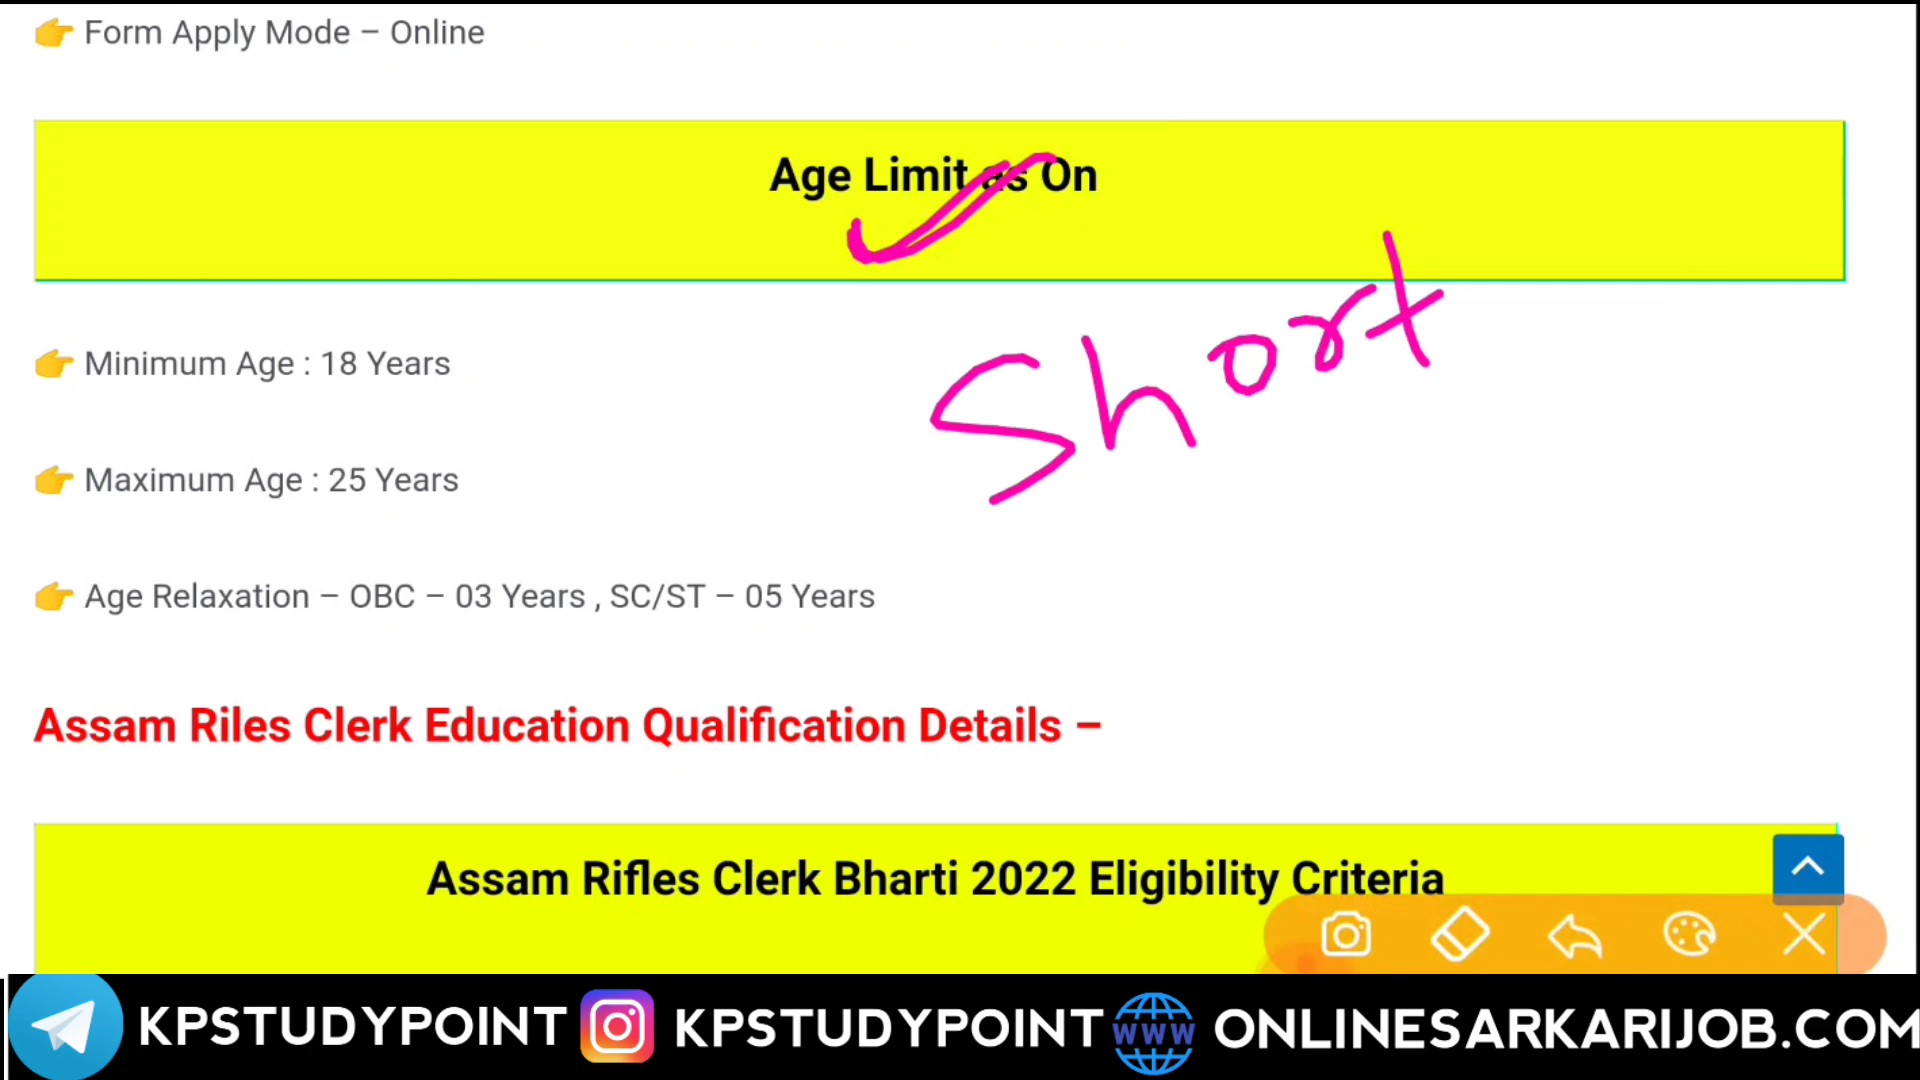 👉 Form Apply Mode – Online
Age Limit as On
Short
👉 Minimum Age : 18 Years
👉 Maximum Age : 25 Years
👉 Age Relaxation – OBC – 03 Years , SC/ST – 05 Years
Assam Riles Clerk Education Qualification Details –
Assam Rifles Clerk Bharti 2022 Eligibility Criteria
KPSTUDYPOINT KPSTUDYPOINT WWW ONLINESARKARIJOB.COM